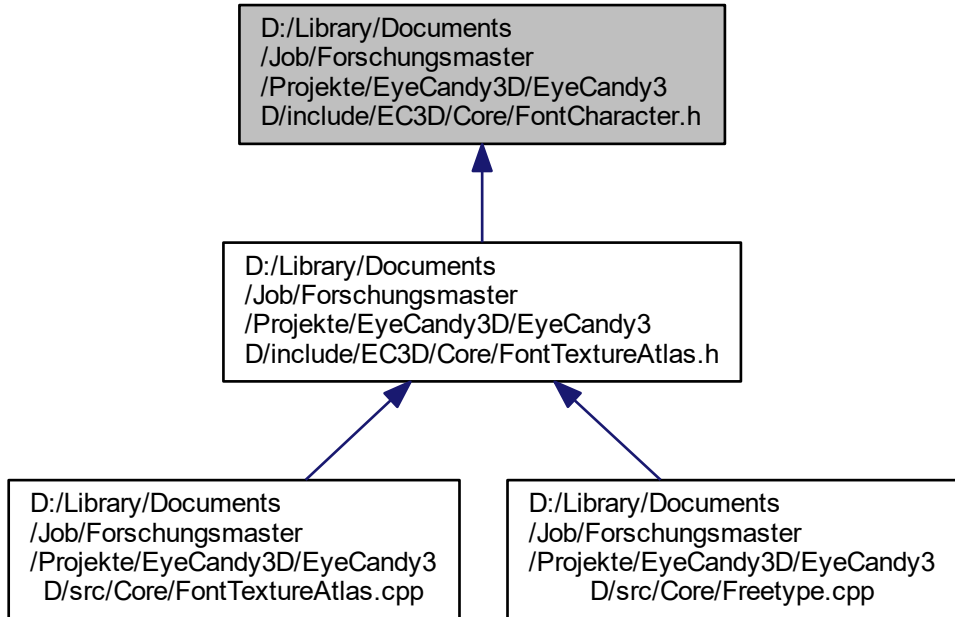 D:/Library/Documents
/Job/Forschungsmaster
/Projekte/EyeCandy3D/EyeCandy3
D/include/EC3D/Core/FontCharacter.h
D:/Library/Documents
/Job/Forschungsmaster
/Projekte/EyeCandy3D/EyeCandy3
D/include/EC3D/Core/FontTextureAtlas.h
D:/Library/Documents
/Job/Forschungsmaster
/Projekte/EyeCandy3D/EyeCandy3
D/src/Core/FontTextureAtlas.cpp
D:/Library/Documents
/Job/Forschungsmaster
/Projekte/EyeCandy3D/EyeCandy3
D/src/Core/Freetype.cpp